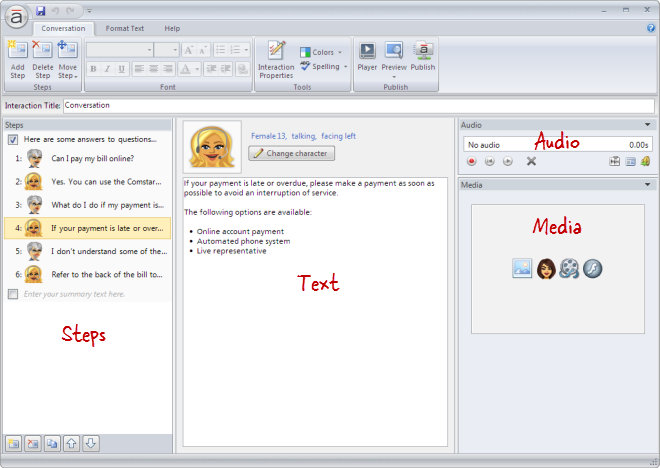 Conversation Format Text Help
Add Step
Delete Step
Move Step
Steps
B I U A A A
Font
Interaction Properties
Colors
Spelling
Tools
Player
Preview
Publish
Publish
Interaction Title: Conversation
Steps
Here are some answers to questions...
1: Can I pay my bill online?
2: Yes. You can use the Comstar...
3: What do I do if my payment is...
4: If your payment is late or over...
5: I don't understand some of the...
6: Refer to the back of the bill to...
Enter your summary text here.
Steps
Female 13, talking, facing left
Change character
If your payment is late or overdue, please make a payment as soon as
possible to avoid an interruption of service.
The following options are available:
• Online account payment
• Automated phone system
• Live representative
Text
Audio
No audio 0.00s
Audio
Media
Media